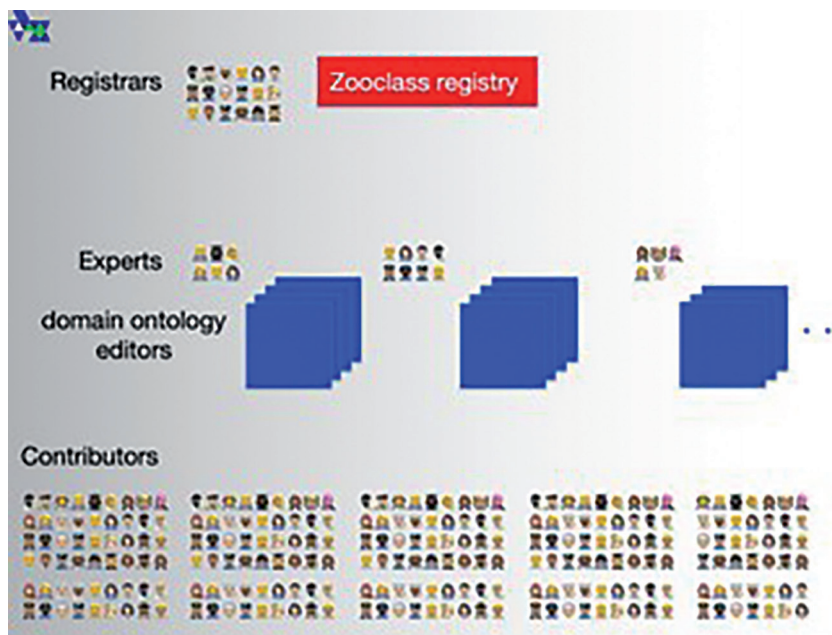 Registrars
Zooclass registry
Experts
domain ontology
editors
Contributors